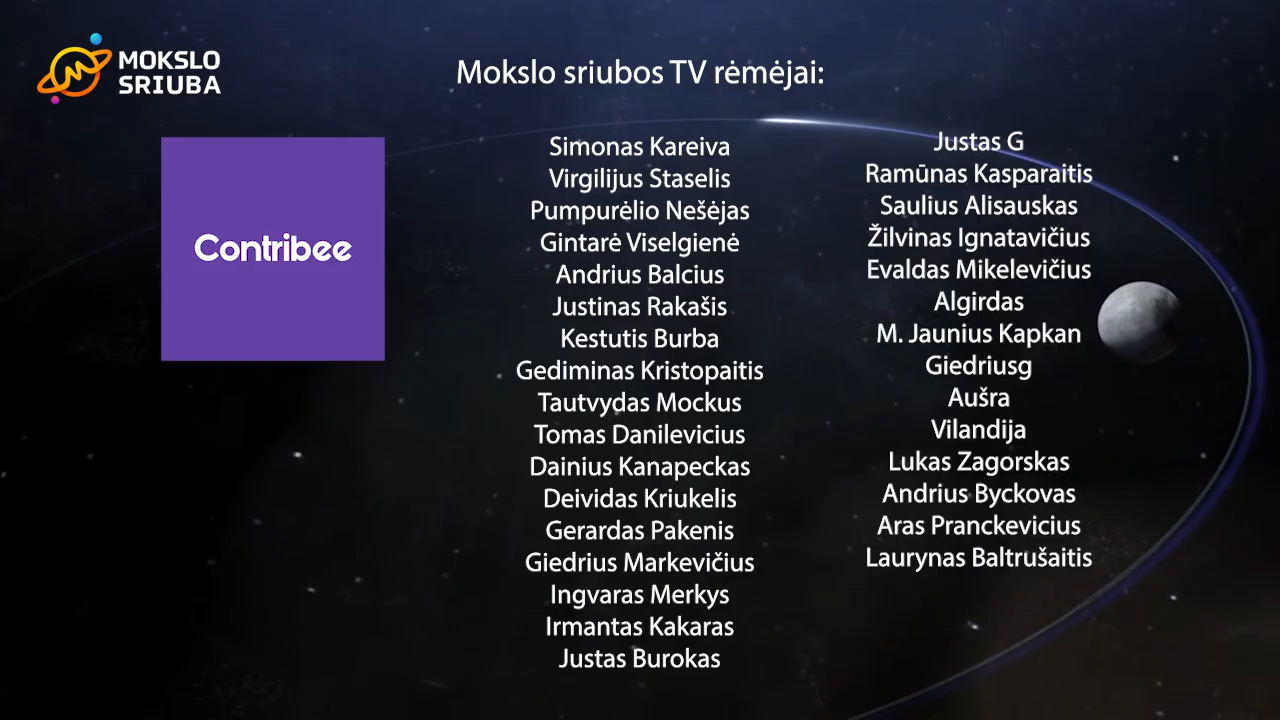 MOKSLO
SRIUBA
Mokslo sriubos TV rėmėjai:
Contribee
Simonas Kareiva
Virgilijus Staselis
Pumpurėlio Nešėjas
Gintarė Viselgienė
Andrius Balcius
Justinas Rakašis
Kestutis Burba
Gediminas Kristopaitis
Tautvydas Mockus
Tomas Danilevicius
Dainius Kanapeckas
Deividas Kriukelis
Gerardas Pakenis
Giedrius Markevičius
Ingvaras Merkys
Irmantas Kakaras
Justas Burokas
Justas G
Ramūnas Kasparaitis
Saulius Alisauskas
Žilvinas Ignatavičius
Evaldas Mikelevičius
Algirdas
M. Jaunius Kapkan
Giedriusg
Aušra
Vilandija
Lukas Zagorskas
Andrius Byckovas
Aras Pranckevicius
Laurynas Baltrušaitis